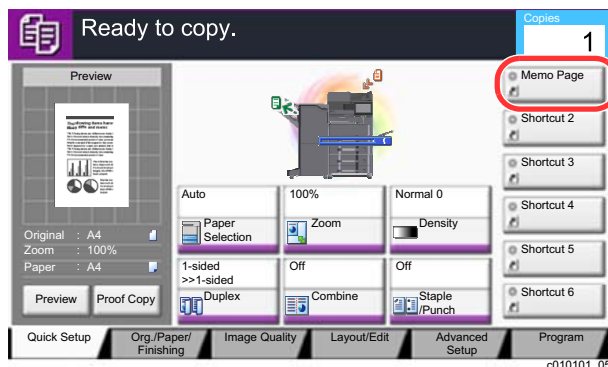 Ready to copy.
Copies
1
Preview
Original : A4
Zoom : 100%
Paper : A4
Preview
Proof Copy
Auto
Paper
Selection
100%
Zoom
Normal 0
Density
1-sided
>>1-sided
Duplex
Off
Combine
Off
Staple
/Punch
Memo Page
Shortcut 2
Shortcut 3
Shortcut 4
Shortcut 5
Shortcut 6
Quick Setup
Org./Paper/
Finishing
Image Quality
Layout/Edit
Advanced
Setup
Program
c010101_05